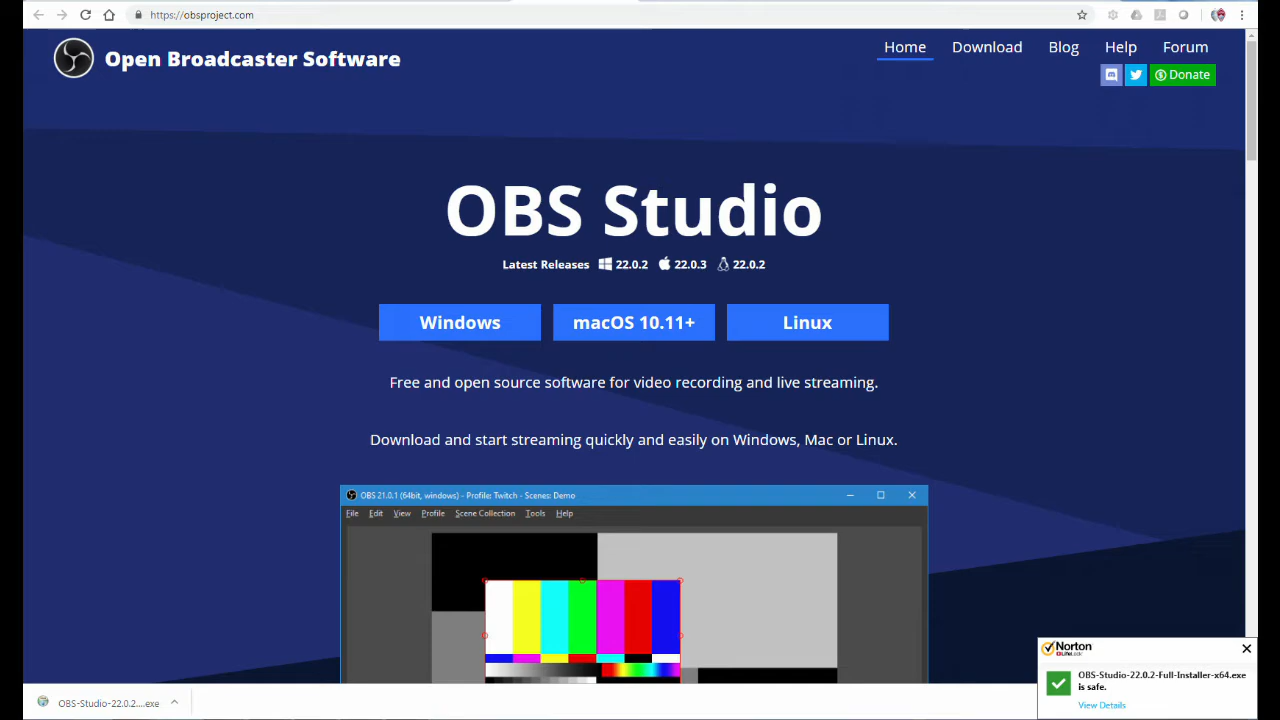 https://obsproject.com
Open Broadcaster Software
Home
Download
Blog
Help
Forum
Donate
OBS Studio
Latest Releases 22.0.2 22.0.3 22.0.2
Windows
macOS 10.11+
Linux
Free and open source software for video recording and live streaming.
Download and start streaming quickly and easily on Windows, Mac or Linux.
OBS 21.0.1 (64bit, windows) - Profile: Twitch - Scenes: Demo
File Edit View Profile Scene Collection Tools Help
Norton
OBS-Studio-22.0.2-Full-Installer-x64.exe
is safe.
View Details
OBS-Studio-22.0.2....exe